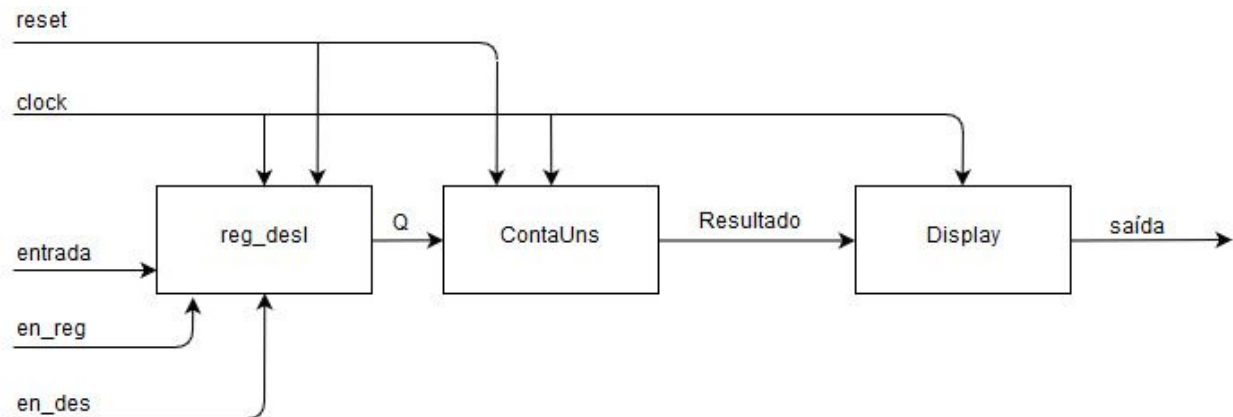 reset
clock
reg_desl
Q
ContaUns
Resultado
Display
saída
entrada
en_reg
en_des